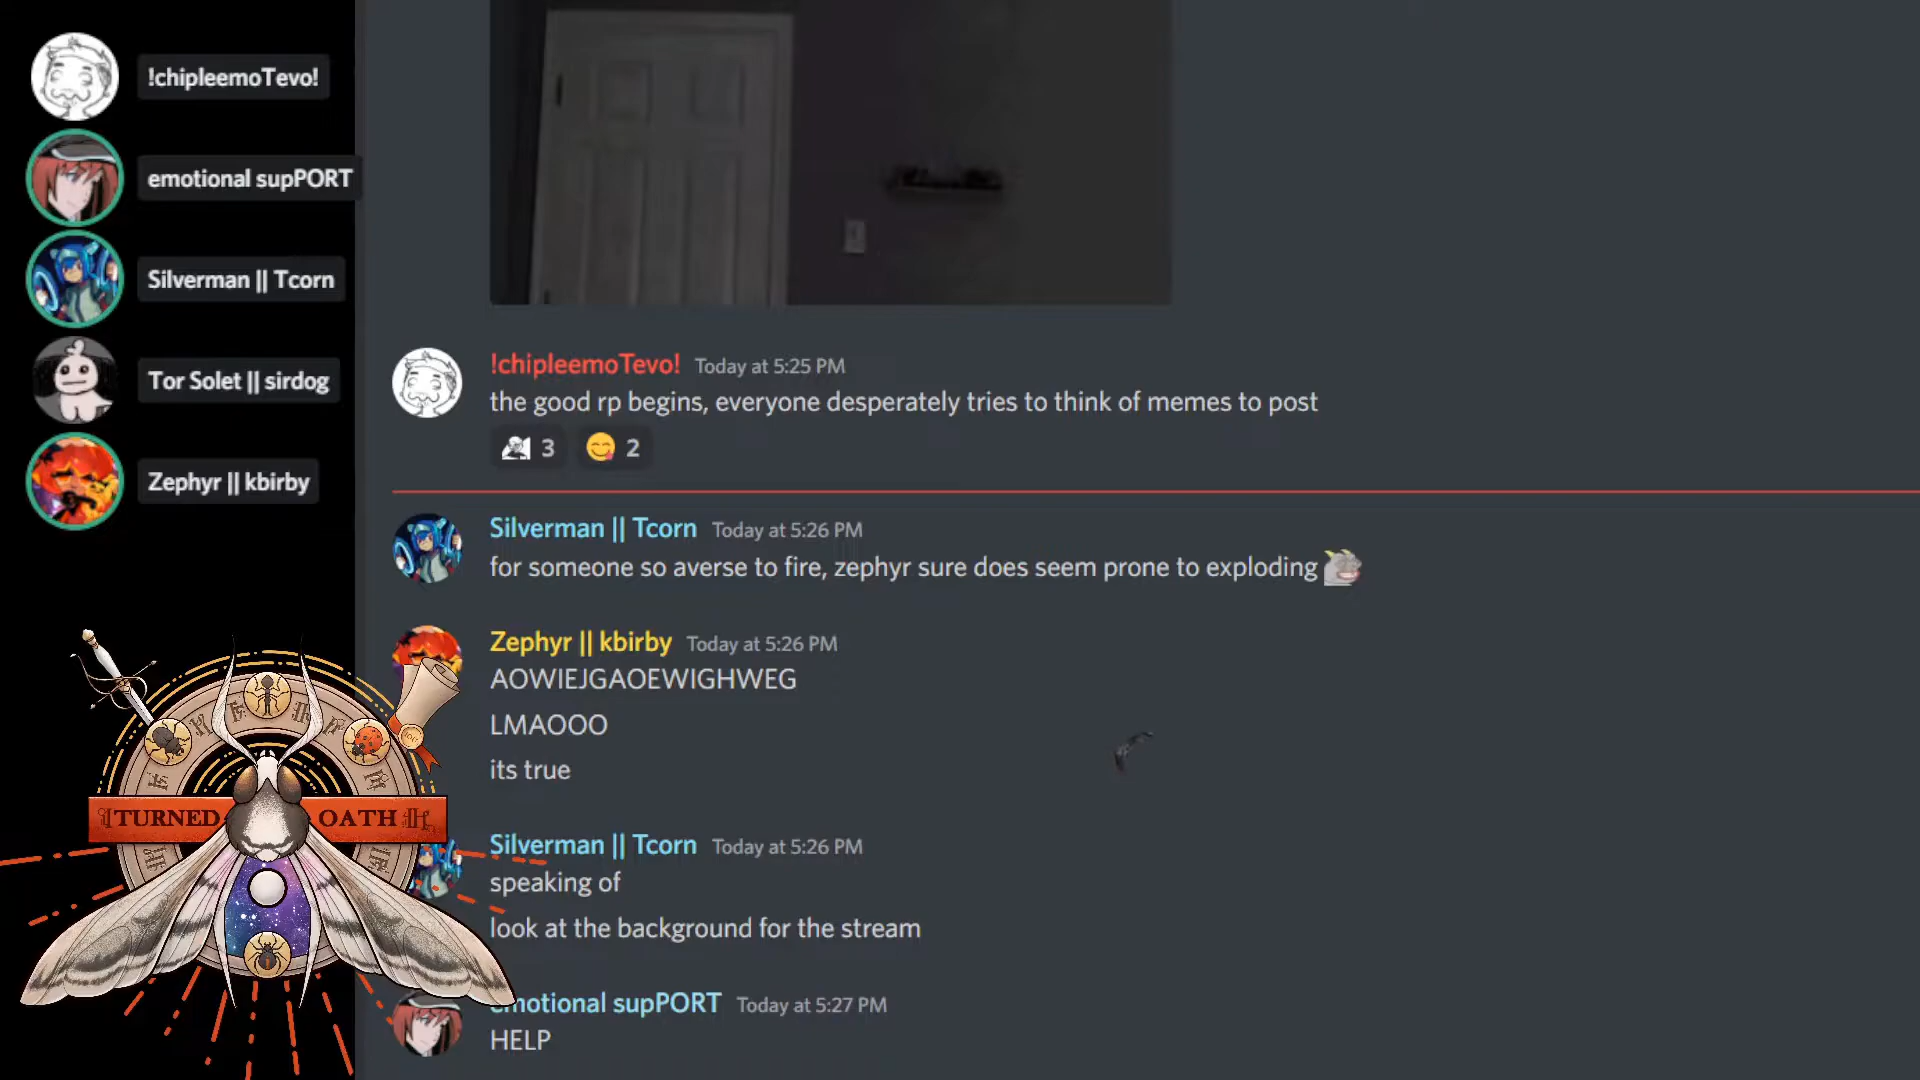 !chipleemoTevo!
emotional supPORT
Silverman || Tcorn
Tor Solet || sirdog
Zephyr || kbirby
!chipleemoTevo! Today at 5:25 PM
the good rp begins, everyone desperately tries to think of memes to post
3 2
Silverman || Tcorn Today at 5:26 PM
for someone so averse to fire, zephyr sure does seem prone to exploding
Zephyr || kbirby Today at 5:26 PM
AOWIEJGAOEWIGHWEG
LMAOOO
its true
Silverman || Tcorn Today at 5:26 PM
speaking of
look at the background for the stream
emotional supPORT Today at 5:27 PM
HELP
TURNED OATH